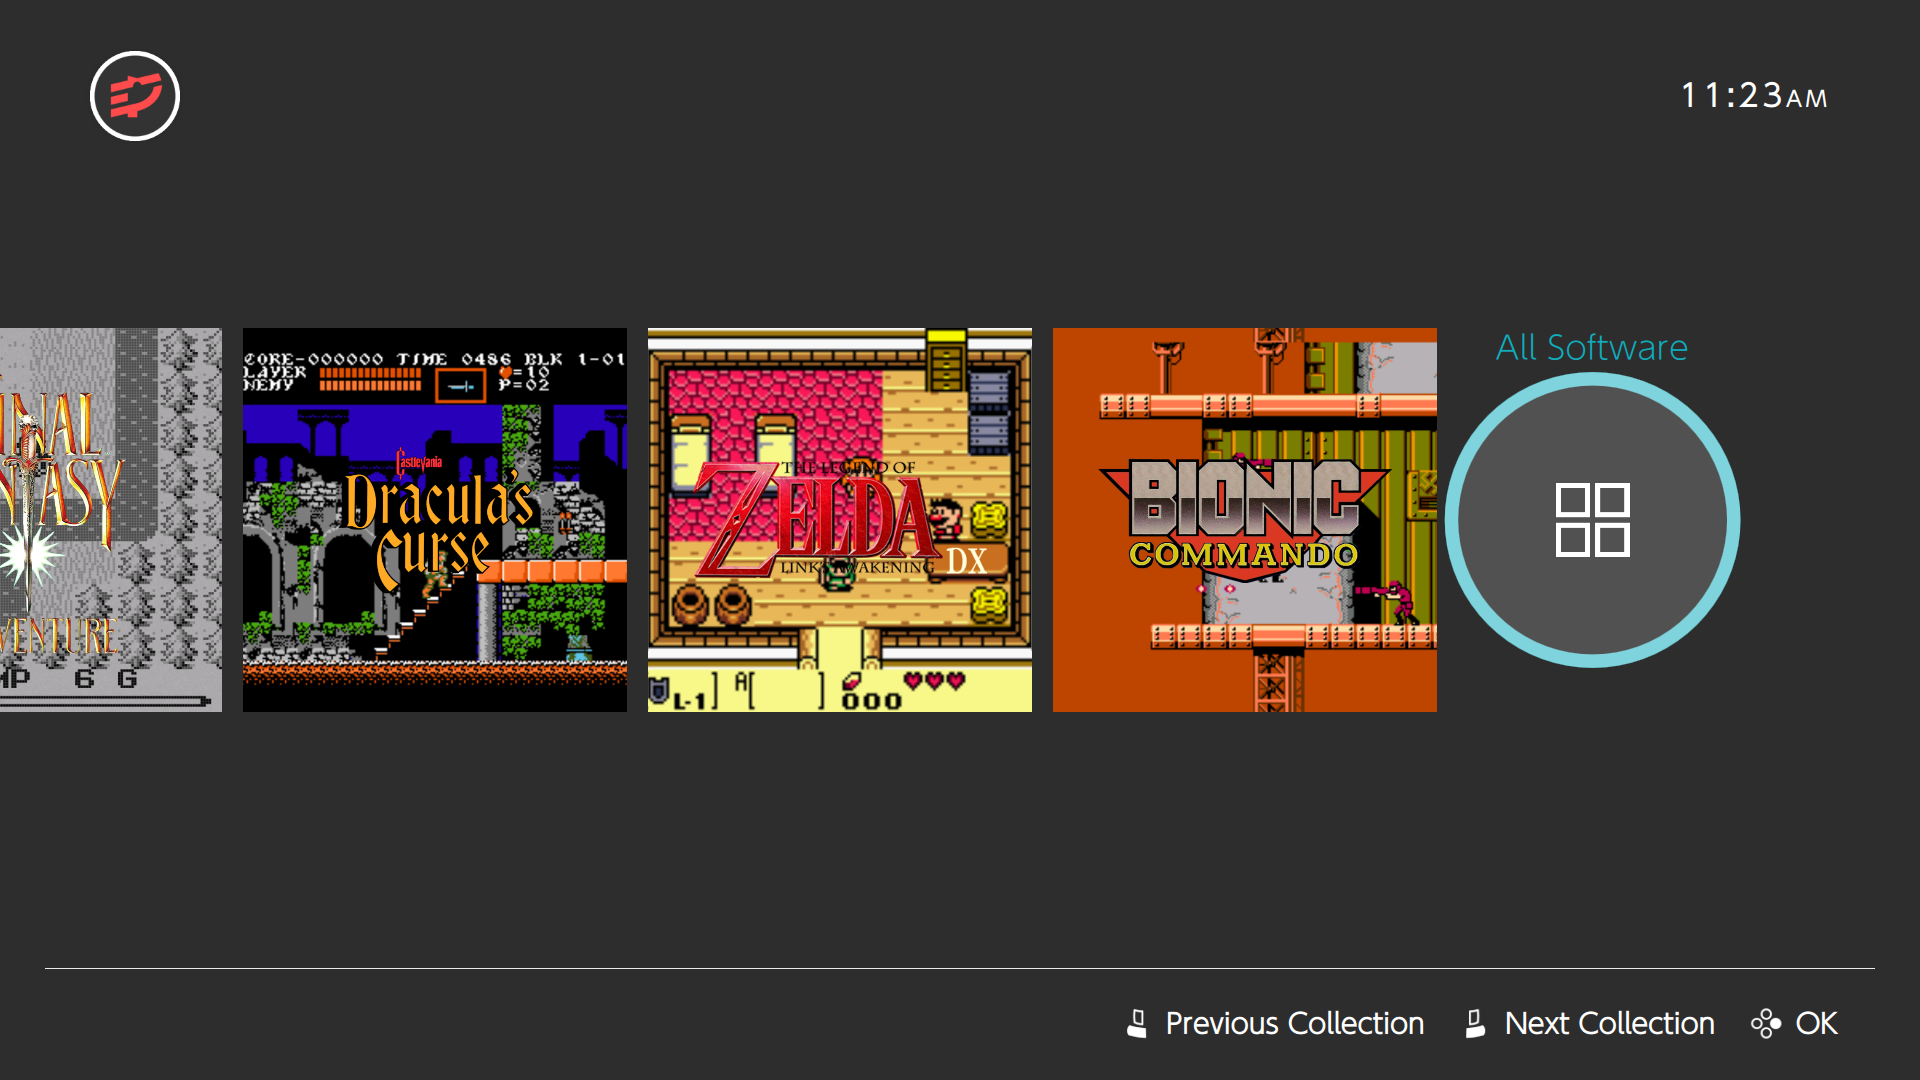 11:23AM
INAL
NTASY
VENTURE
MP 6 G
CORE-000000 TIME 0486 BLK 1-01
LAYER =10
NEMY P=02
Castlevania
Dracula's
Curse
THE LEGEND OF
ZELDA
LINK'S AWAKENING DX
L-1] A[ ] 000
BIONIC
COMMANDO
All Software
Previous Collection Next Collection OK